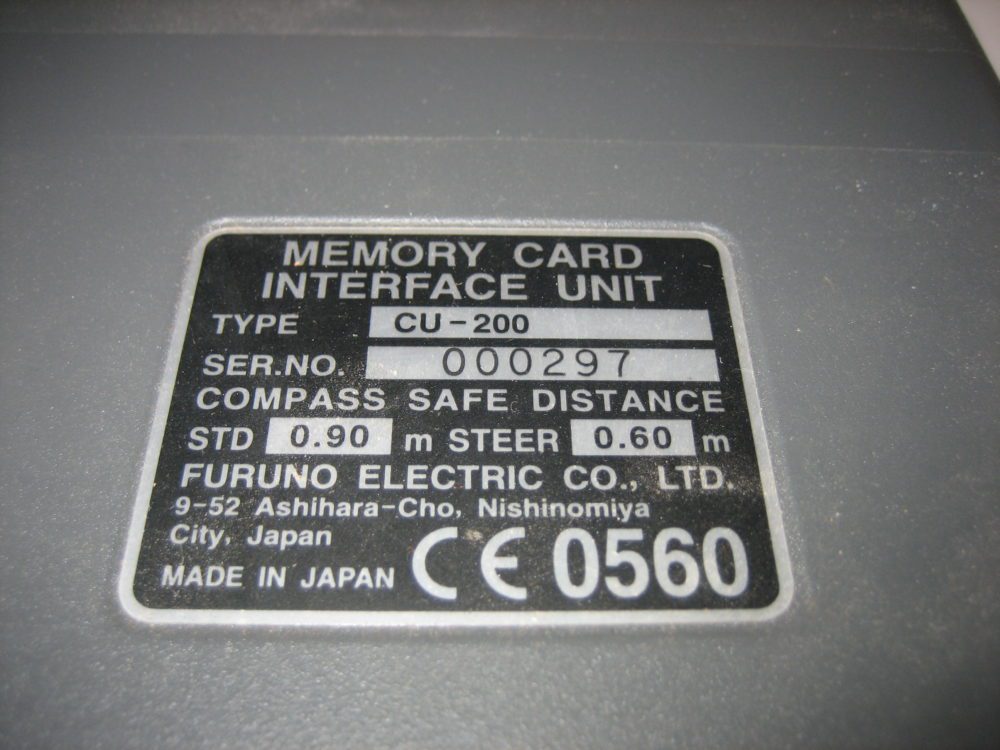 MEMORY CARD
INTERFACE UNIT
TYPE CU-200
SER.NO. 000297
COMPASS SAFE DISTANCE
STD 0.90 m STEER 0.60 m
FURUNO ELECTRIC CO., LTD.
9-52 Ashihara-Cho, Nishinomiya
City, Japan
MADE IN JAPAN CE 0560